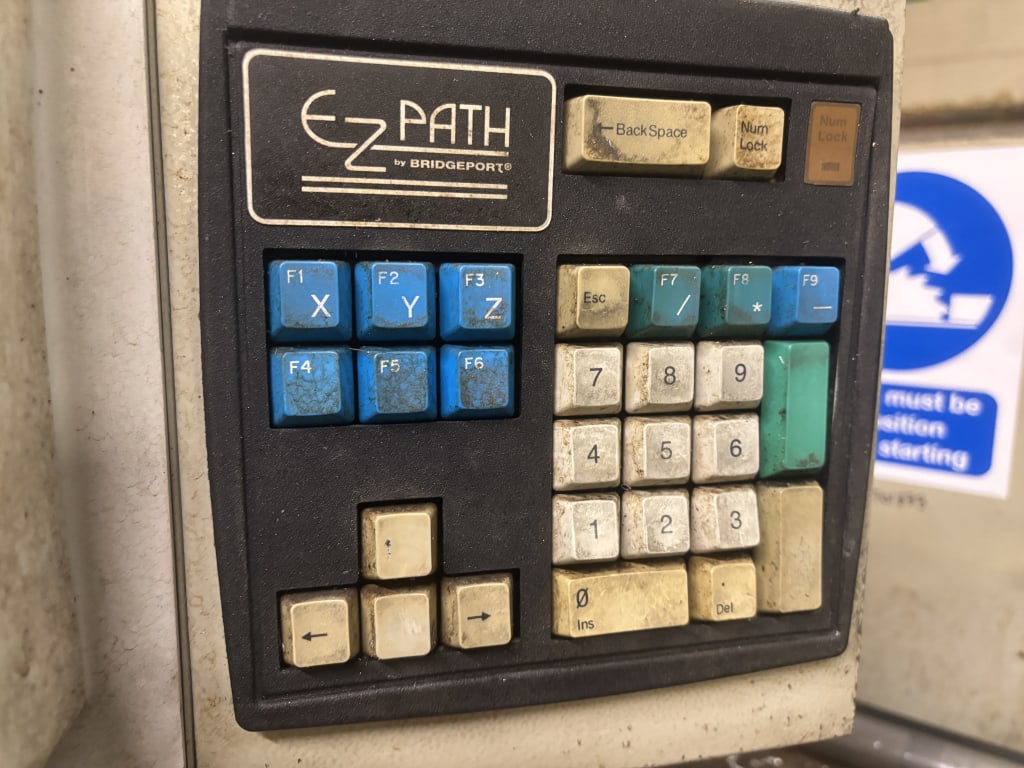 EZ PATH
by BRIDGEPORT®
←BackSpace
Num
Lock
Num
Lock
F1
X
F2
Y
F3
Z
Esc
F7
/
F8
*
F9
—
F4
F5
F6
7
8
9
4
5
6
1
2
3
Ø
Ins
.
Del
←
→
must be
starting